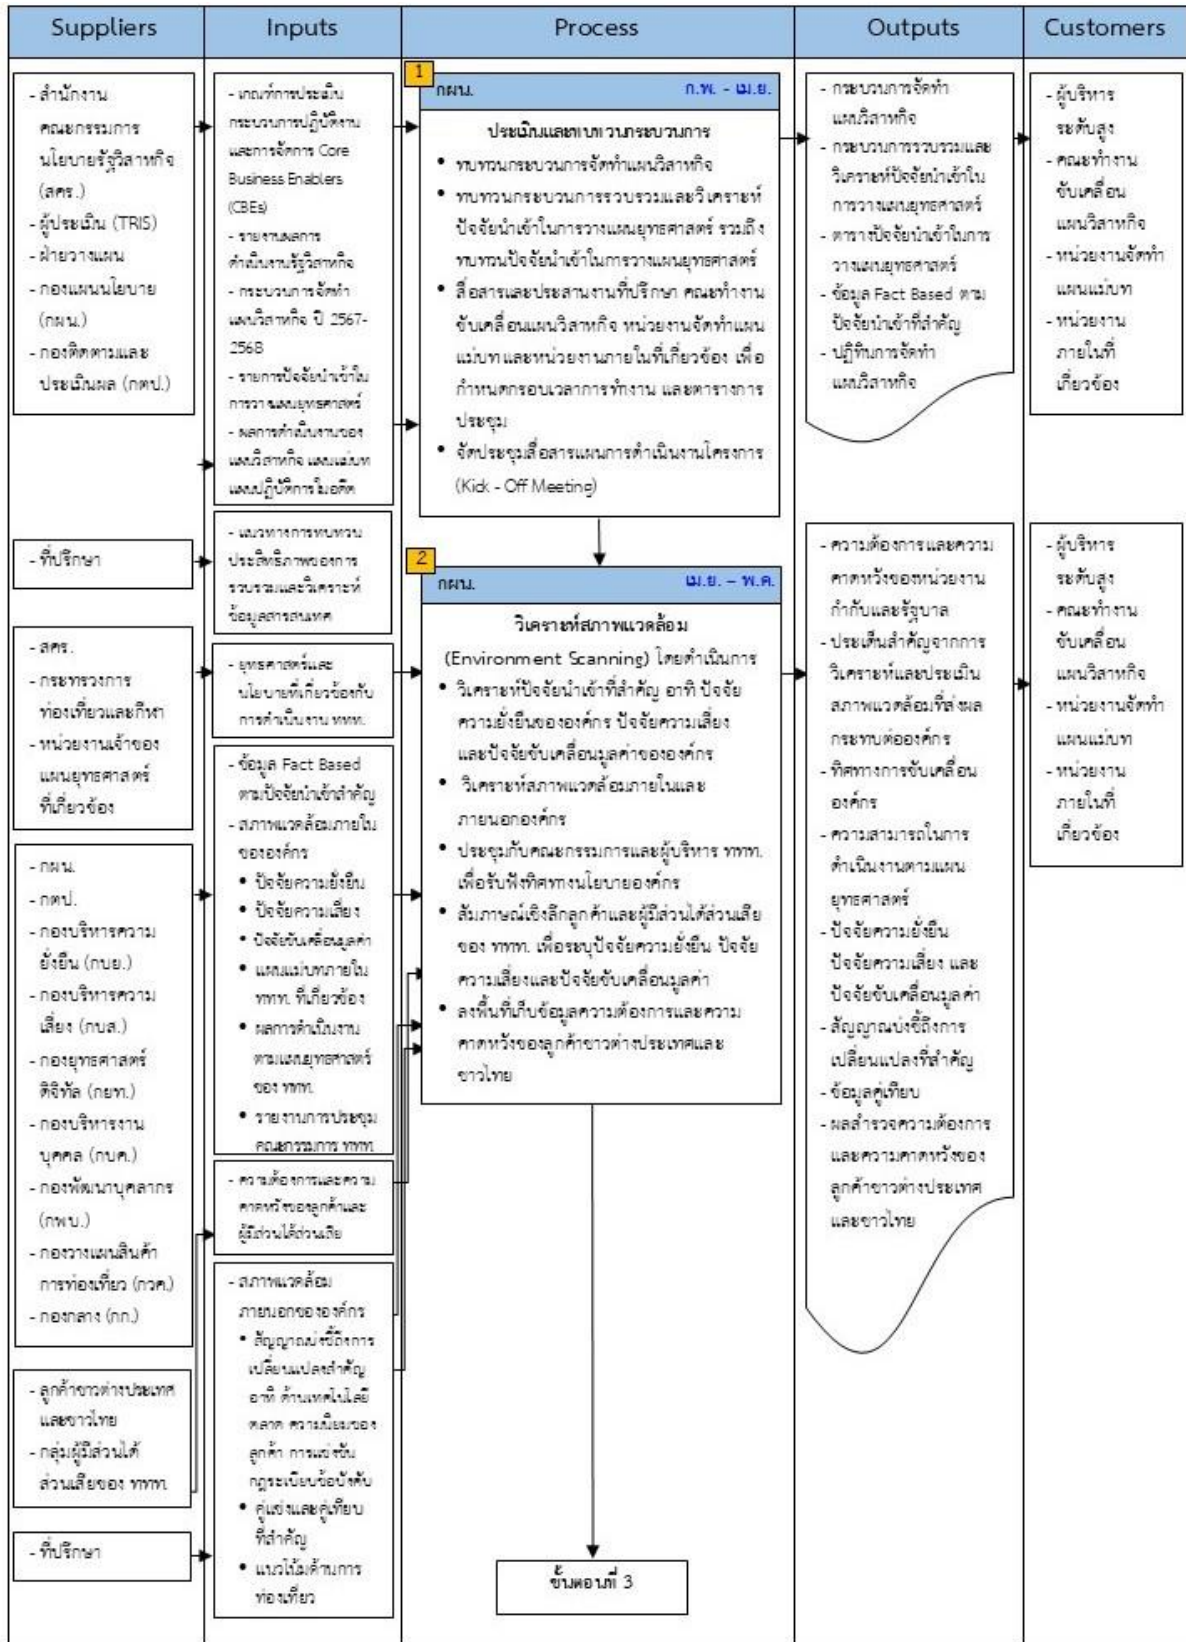 Suppliers
Inputs
Process
Outputs
Customers
- สำนักงาน
คณะกรรมการ
นโยบายรัฐวิสาหกิจ
(สคร.)
- ผู้ประเมิน (TRIS)
- ฝ่ายวางแผน
- กองแผนนโยบาย
(กผน.)
- กองติดตามและ
ประเมินผล (กตป.)
- เกณฑ์การประเมิน
กระบวนการปฏิบัติงาน
และการจัดการ Core
Business Enablers
(CBEs)
- รายงานผลการ
ดำเนินงานรัฐวิสาหกิจ
- กระบวนการจัดทำ
แผนวิสาหกิจ ปี 2567-
2568
- รายการปัจจัยนำเข้าใน
การวางแผนยุทธศาสตร์
- ผลการดำเนินงานของ
แผนวิสาหกิจ แผนแม่บท
แผนปฏิบัติการในอดีต
1
กผน.
ก.พ. - เม.ย.
ประเมินและทบทวนกระบวนการ
• ทบทวนกระบวนการจัดทำแผนวิสาหกิจ
• ทบทวนกระบวนการรวบรวมและวิเคราะห์
ปัจจัยนำเข้าในการวางแผนยุทธศาสตร์ รวมถึง
ทบทวนปัจจัยนำเข้าในการวางแผนยุทธศาสตร์
• สื่อสารและประสานงานที่ปรึกษา คณะทำงาน
ขับเคลื่อนแผนวิสาหกิจ หน่วยงานจัดทำแผน
แม่บทและหน่วยงานภายในที่เกี่ยวข้อง เพื่อ
กำหนดกรอบเวลาการทำงาน และตารางการ
ประชุม
• จัดประชุมสื่อสารแผนการดำเนินงานโครงการ
(Kick - Off Meeting)
- กระบวนการจัดทำ
แผนวิสาหกิจ
- กระบวนการรวบรวมและ
วิเคราะห์ปัจจัยนำเข้าใน
การวางแผนยุทธศาสตร์
- ตารางปัจจัยนำเข้าในการ
วางแผนยุทธศาสตร์
- ข้อมูล Fact Based ตาม
ปัจจัยนำเข้าที่สำคัญ
- ปฏิทินการจัดทำ
แผนวิสาหกิจ
- ผู้บริหาร
ระดับสูง
- คณะทำงาน
ขับเคลื่อน
แผนวิสาหกิจ
- หน่วยงานจัดทำ
แผนแม่บท
- หน่วยงาน
ภายในที่
เกี่ยวข้อง
- ที่ปรึกษา
- แนวทางการทบทวน
ประสิทธิภาพของการ
รวบรวมและวิเคราะห์
ข้อมูลสารสนเทศ
- สคร.
- กระทรวงการ
ท่องเที่ยวและกีฬา
- หน่วยงานเจ้าของ
แผนยุทธศาสตร์
ที่เกี่ยวข้อง
- ยุทธศาสตร์และ
นโยบายที่เกี่ยวข้องกับ
การดำเนินงาน ททท.
- กผน.
- กตป.
- กองบริหารความ
ยั่งยืน (กบย.)
- กองบริหารความ
เสี่ยง (กบส.)
- กองยุทธศาสตร์
ดิจิทัล (กยท.)
- กองบริหารงาน
บุคคล (กบค.)
- กองพัฒนาบุคลากร
(กพบ.)
- กองวางแผนสินค้า
การท่องเที่ยว (กวค.)
- กองกลาง (กก.)
- ข้อมูล Fact Based
ตามปัจจัยนำเข้าสำคัญ
- สภาพแวดล้อมภายใน
ขององค์กร
• ปัจจัยความยั่งยืน
• ปัจจัยความเสี่ยง
• ปัจจัยขับเคลื่อนมูลค่า
• แผนแม่บทภายใน
ททท. ที่เกี่ยวข้อง
• ผลการดำเนินงาน
ตามแผนยุทธศาสตร์
ของ ททท.
• รายงานการประชุม
คณะกรรมการ ททท.
2
กผน.
เม.ย. – พ.ค.
วิเคราะห์สภาพแวดล้อม
(Environment Scanning) โดยดำเนินการ
• วิเคราะห์ปัจจัยนำเข้าที่สำคัญ อาทิ ปัจจัย
ความยั่งยืนขององค์กร ปัจจัยความเสี่ยง
และปัจจัยขับเคลื่อนมูลค่าขององค์กร
• วิเคราะห์สภาพแวดล้อมภายในและ
ภายนอกองค์กร
• ประชุมกับคณะกรรมการและผู้บริหาร ททท.
เพื่อรับฟังทิศทางนโยบายองค์กร
• สัมภาษณ์เชิงลึกลูกค้าและผู้มีส่วนได้ส่วนเสีย
ของ ททท. เพื่อระบุปัจจัยความยั่งยืน ปัจจัย
ความเสี่ยงและปัจจัยขับเคลื่อนมูลค่า
• ลงพื้นที่เก็บข้อมูลความต้องการและความ
คาดหวังของลูกค้าชาวต่างประเทศและ
ชาวไทย
- ความต้องการและความ
คาดหวังของหน่วยงาน
กำกับและรัฐบาล
- ประเด็นสำคัญจากการ
วิเคราะห์และประเมิน
สภาพแวดล้อมที่ส่งผล
กระทบต่อองค์กร
- ทิศทางการขับเคลื่อน
องค์กร
- ความสามารถในการ
ดำเนินงานตามแผน
ยุทธศาสตร์
- ปัจจัยความยั่งยืน
ปัจจัยความเสี่ยง และ
ปัจจัยขับเคลื่อนมูลค่า
- สัญญาณบ่งชี้ถึงการ
เปลี่ยนแปลงที่สำคัญ
- ข้อมูลคู่เทียบ
- ผลสำรวจความต้องการ
และความคาดหวังของ
ลูกค้าชาวต่างประเทศ
และชาวไทย
- ผู้บริหาร
ระดับสูง
- คณะทำงาน
ขับเคลื่อน
แผนวิสาหกิจ
- หน่วยงานจัดทำ
แผนแม่บท
- หน่วยงาน
ภายในที่
เกี่ยวข้อง
- ลูกค้าชาวต่างประเทศ
และชาวไทย
- กลุ่มผู้มีส่วนได้
ส่วนเสียของ ททท.
- ความต้องการและความ
คาดหวังของลูกค้าและ
ผู้มีส่วนได้ส่วนเสีย
- ที่ปรึกษา
- สภาพแวดล้อม
ภายนอกขององค์กร
• สัญญาณบ่งชี้ถึงการ
เปลี่ยนแปลงสำคัญ
อาทิ ด้านเทคโนโลยี
ตลาด ความนิยมของ
ลูกค้า การแข่งขัน
กฎระเบียบข้อบังคับ
• คู่แข่งและคู่เทียบ
ที่สำคัญ
• แนวโน้มด้านการ
ท่องเที่ยว
ขั้นตอนที่ 3